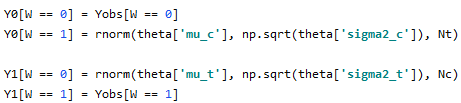 Y0[W == 0] = Yobs[W == 0]
Y0[W == 1] = rnorm(theta['mu_c'], np.sqrt(theta['sigma2_c']), Nt)
Y1[W == 0] = rnorm(theta['mu_t'], np.sqrt(theta['sigma2_t']), Nc)
Y1[W == 1] = Yobs[W == 1]